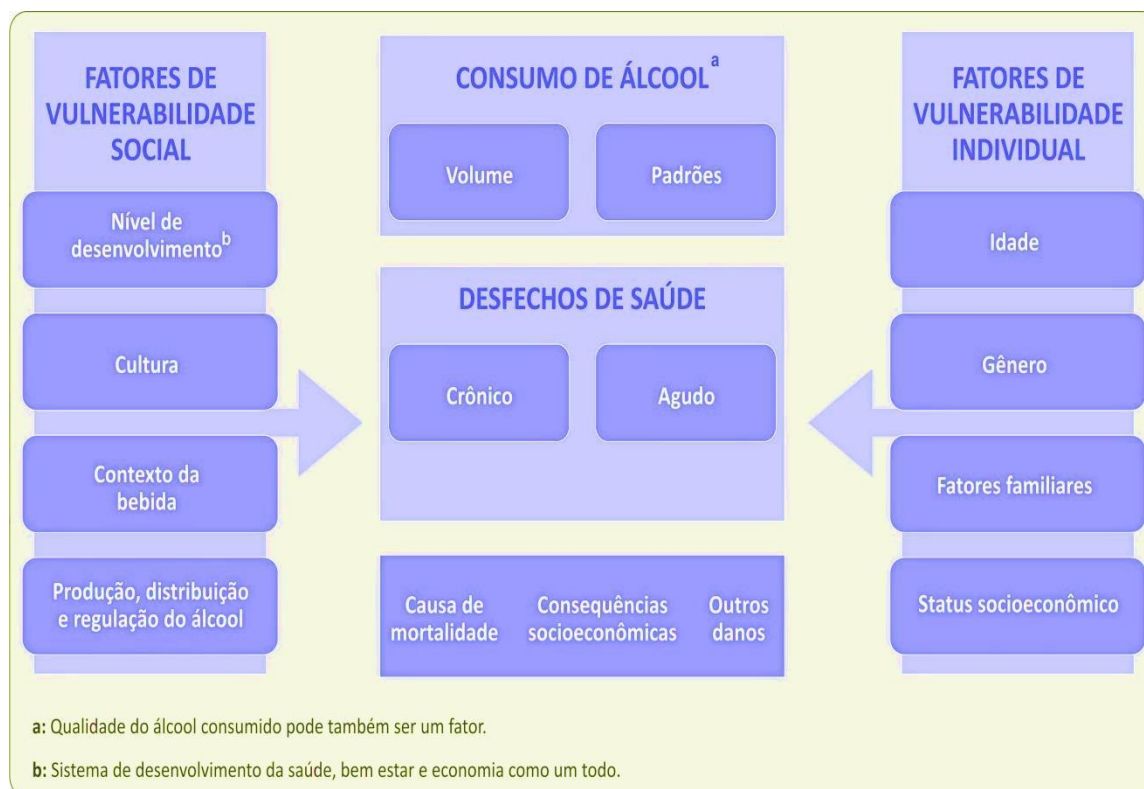 FATORES DE
VULNERABILIDADE
SOCIAL
Nível de
desenvolvimento b
Cultura
Contexto da
bebida
Produção, distribuição
e regulação do álcool
CONSUMO DE ÁLCOOL a
Volume
Padrões
DESFECHOS DE SAÚDE
Crônico
Agudo
Causa de
mortalidade
Consequências
socioeconômicas
Outros
danos
FATORES DE
VULNERABILIDADE
INDIVIDUAL
Idade
Gênero
Fatores familiares
Status socioeconômico
a: Qualidade do álcool consumido pode também ser um fator.
b: Sistema de desenvolvimento da saúde, bem estar e economia como um todo.